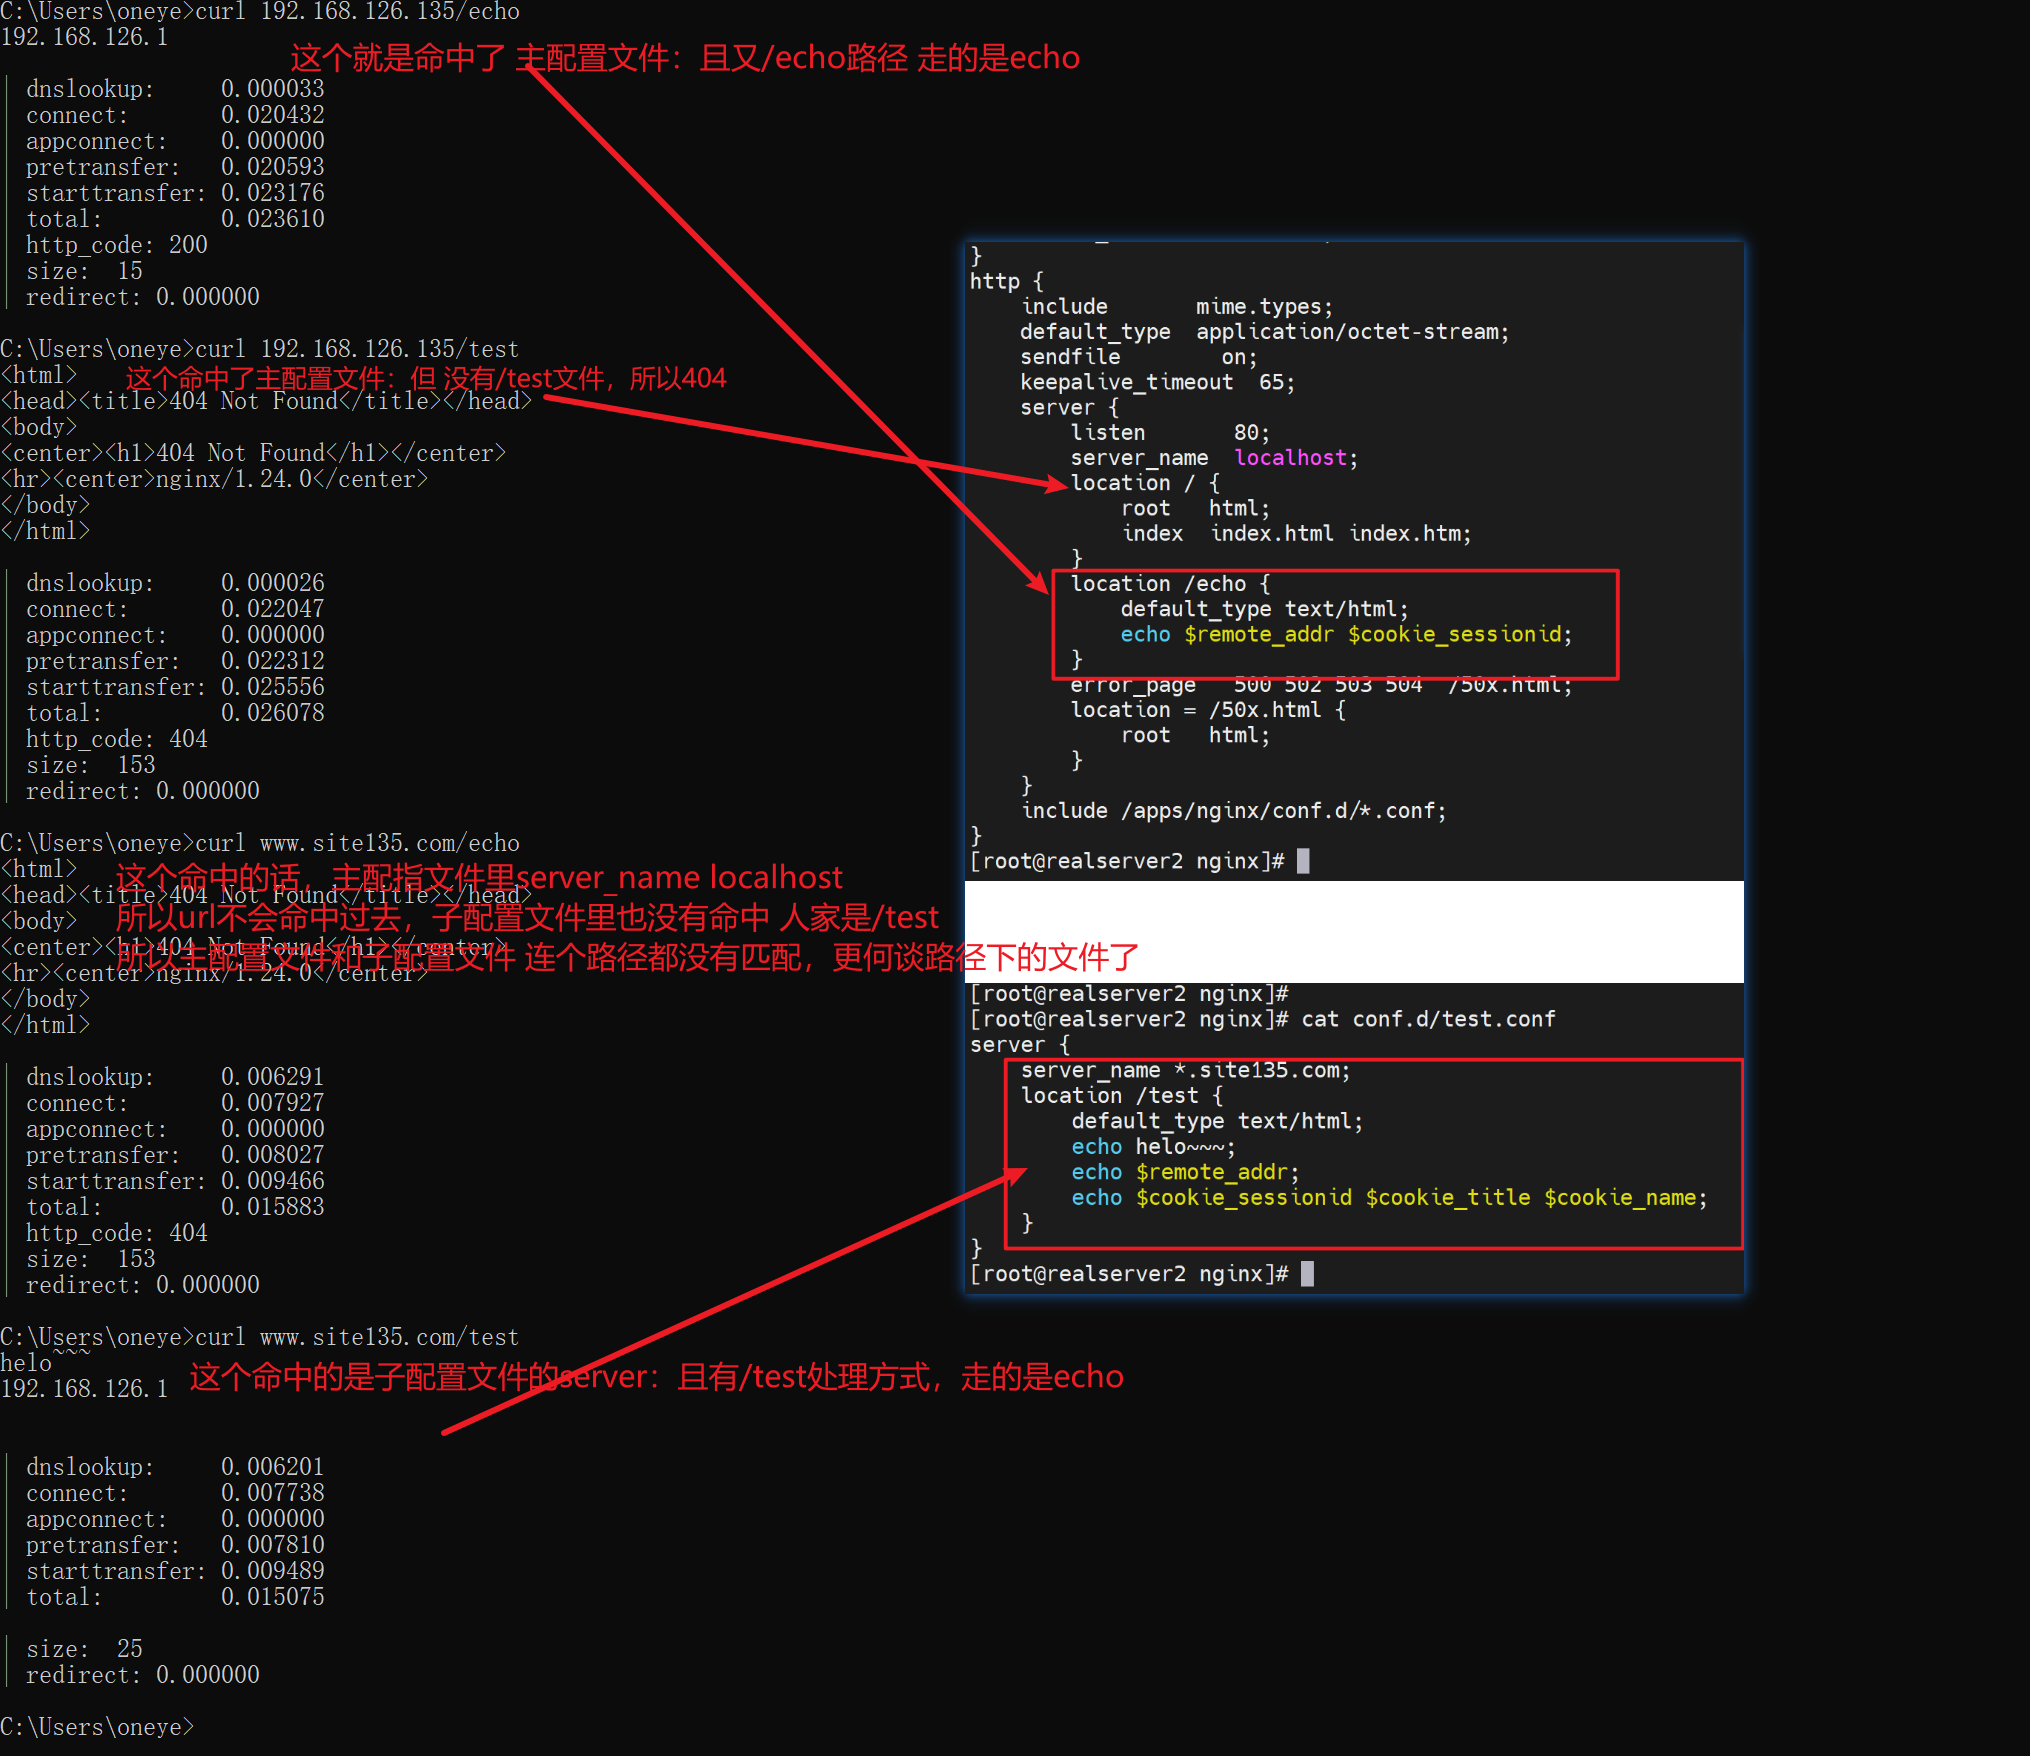 C:\Users\oneye>curl 192.168.126.135/echo
192.168.126.1
这个就是命中了 主配置文件：且又/echo路径 走的是echo
dnslookup: 0.000033
connect: 0.020432
appconnect: 0.000000
pretransfer: 0.020593
starttransfer: 0.023176
total: 0.023610
http_code: 200
size: 15
redirect: 0.000000
C:\Users\oneye>curl 192.168.126.135/test
<html>
这个命中了主配置文件：但 没有/test文件，所以404
<head><title>404 Not Found</title></head>
<body>
<center><h1>404 Not Found</h1></center>
<hr><center>nginx/1.24.0</center>
</body>
</html>
dnslookup: 0.000026
connect: 0.022047
appconnect: 0.000000
pretransfer: 0.022312
starttransfer: 0.025556
total: 0.026078
http_code: 404
size: 153
redirect: 0.000000
C:\Users\oneye>curl www.site135.com/echo
<html>
这个命中的话，主配指文件里server_name localhost
<head><title>404 Not Found</title></head>
<body>
所以url不会命中过去，子配置文件里也没有命中 人家是/test
<center><h1>404 Not Found</h1></center>
所以主配置文件和子配置文件 连个路径都没有匹配，更何谈路径下的文件了
<hr><center>nginx/1.24.0</center>
</body>
</html>
dnslookup: 0.006291
connect: 0.007927
appconnect: 0.000000
pretransfer: 0.008027
starttransfer: 0.009466
total: 0.015883
http_code: 404
size: 153
redirect: 0.000000
C:\Users\oneye>curl www.site135.com/test
helo~~~
192.168.126.1
这个命中的是子配置文件的server：且有/test处理方式，走的是echo
dnslookup: 0.006201
connect: 0.007738
appconnect: 0.000000
pretransfer: 0.007810
starttransfer: 0.009489
total: 0.015075
size: 25
redirect: 0.000000
C:\Users\oneye>
}
http {
include mime.types;
default_type application/octet-stream;
sendfile on;
keepalive_timeout 65;
server {
listen 80;
server_name localhost;
location / {
root html;
index index.html index.htm;
}
location /echo {
default_type text/html;
echo $remote_addr $cookie_sessionid;
}
error_page 500 502 503 504 /50x.html;
location = /50x.html {
root html;
}
}
include /apps/nginx/conf.d/*.conf;
}
[root@realserver2 nginx]#
[root@realserver2 nginx]#
[root@realserver2 nginx]# cat conf.d/test.conf
server {
server_name *.site135.com;
location /test {
default_type text/html;
echo helo~~~;
echo $remote_addr;
echo $cookie_sessionid $cookie_title $cookie_name;
}
}
[root@realserver2 nginx]#